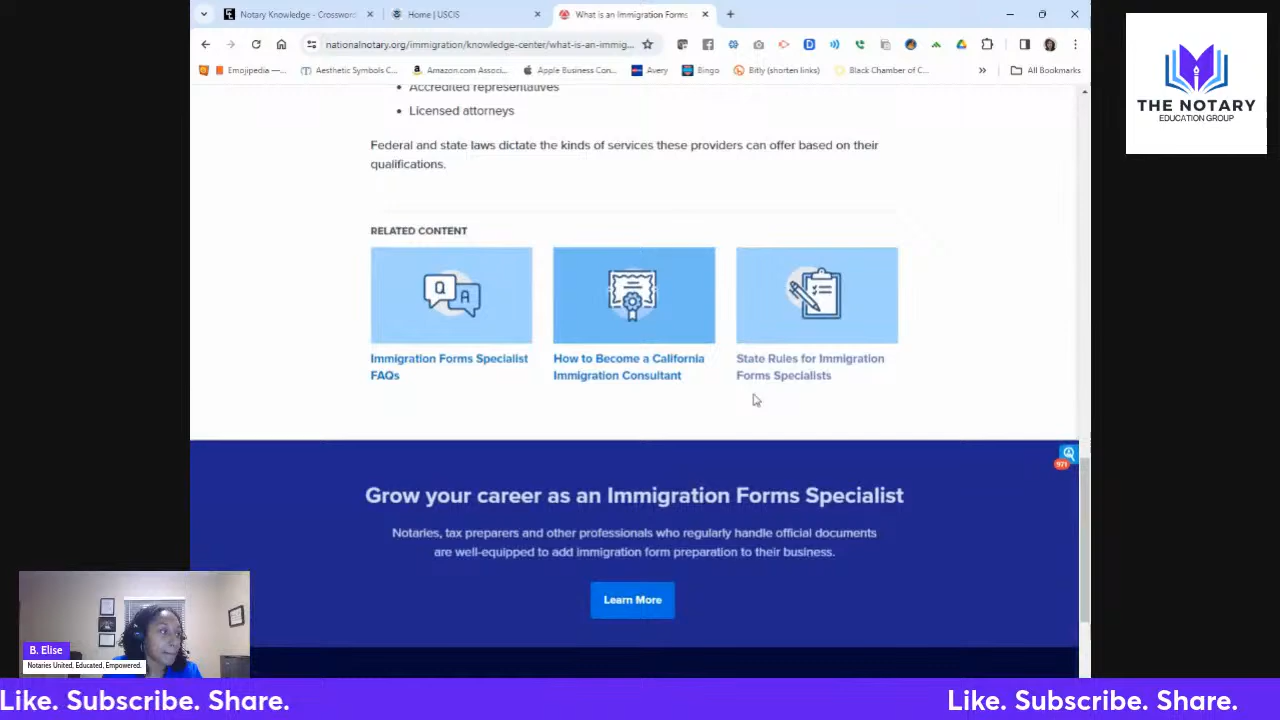 Notary Knowledge - Crossword
Home | USCIS
What is an Immigration Forms
nationalnotary.org/immigration/knowledge-center/what-is-an-immig...
Emojipedia —...
Aesthetic Symbols C...
Amazon.com Associ...
Apple Business Con...
Avery
Bingo
Bitly (shorten links)
Black Chamber of C...
All Bookmarks
THE NOTARY
EDUCATION GROUP
Accredited representatives
• Licensed attorneys
Federal and state laws dictate the kinds of services these providers can offer based on their
qualifications.
RELATED CONTENT
Q
A
Immigration Forms Specialist
FAQs
How to Become a California
Immigration Consultant
State Rules for Immigration
Forms Specialists
971
Grow your career as an Immigration Forms Specialist
Notaries, tax preparers and other professionals who regularly handle official documents
are well-equipped to add immigration form preparation to their business.
Learn More
B. Elise
Notaries United, Educated, Empowered.
Like. Subscribe. Share.
Like. Subscribe. Share.